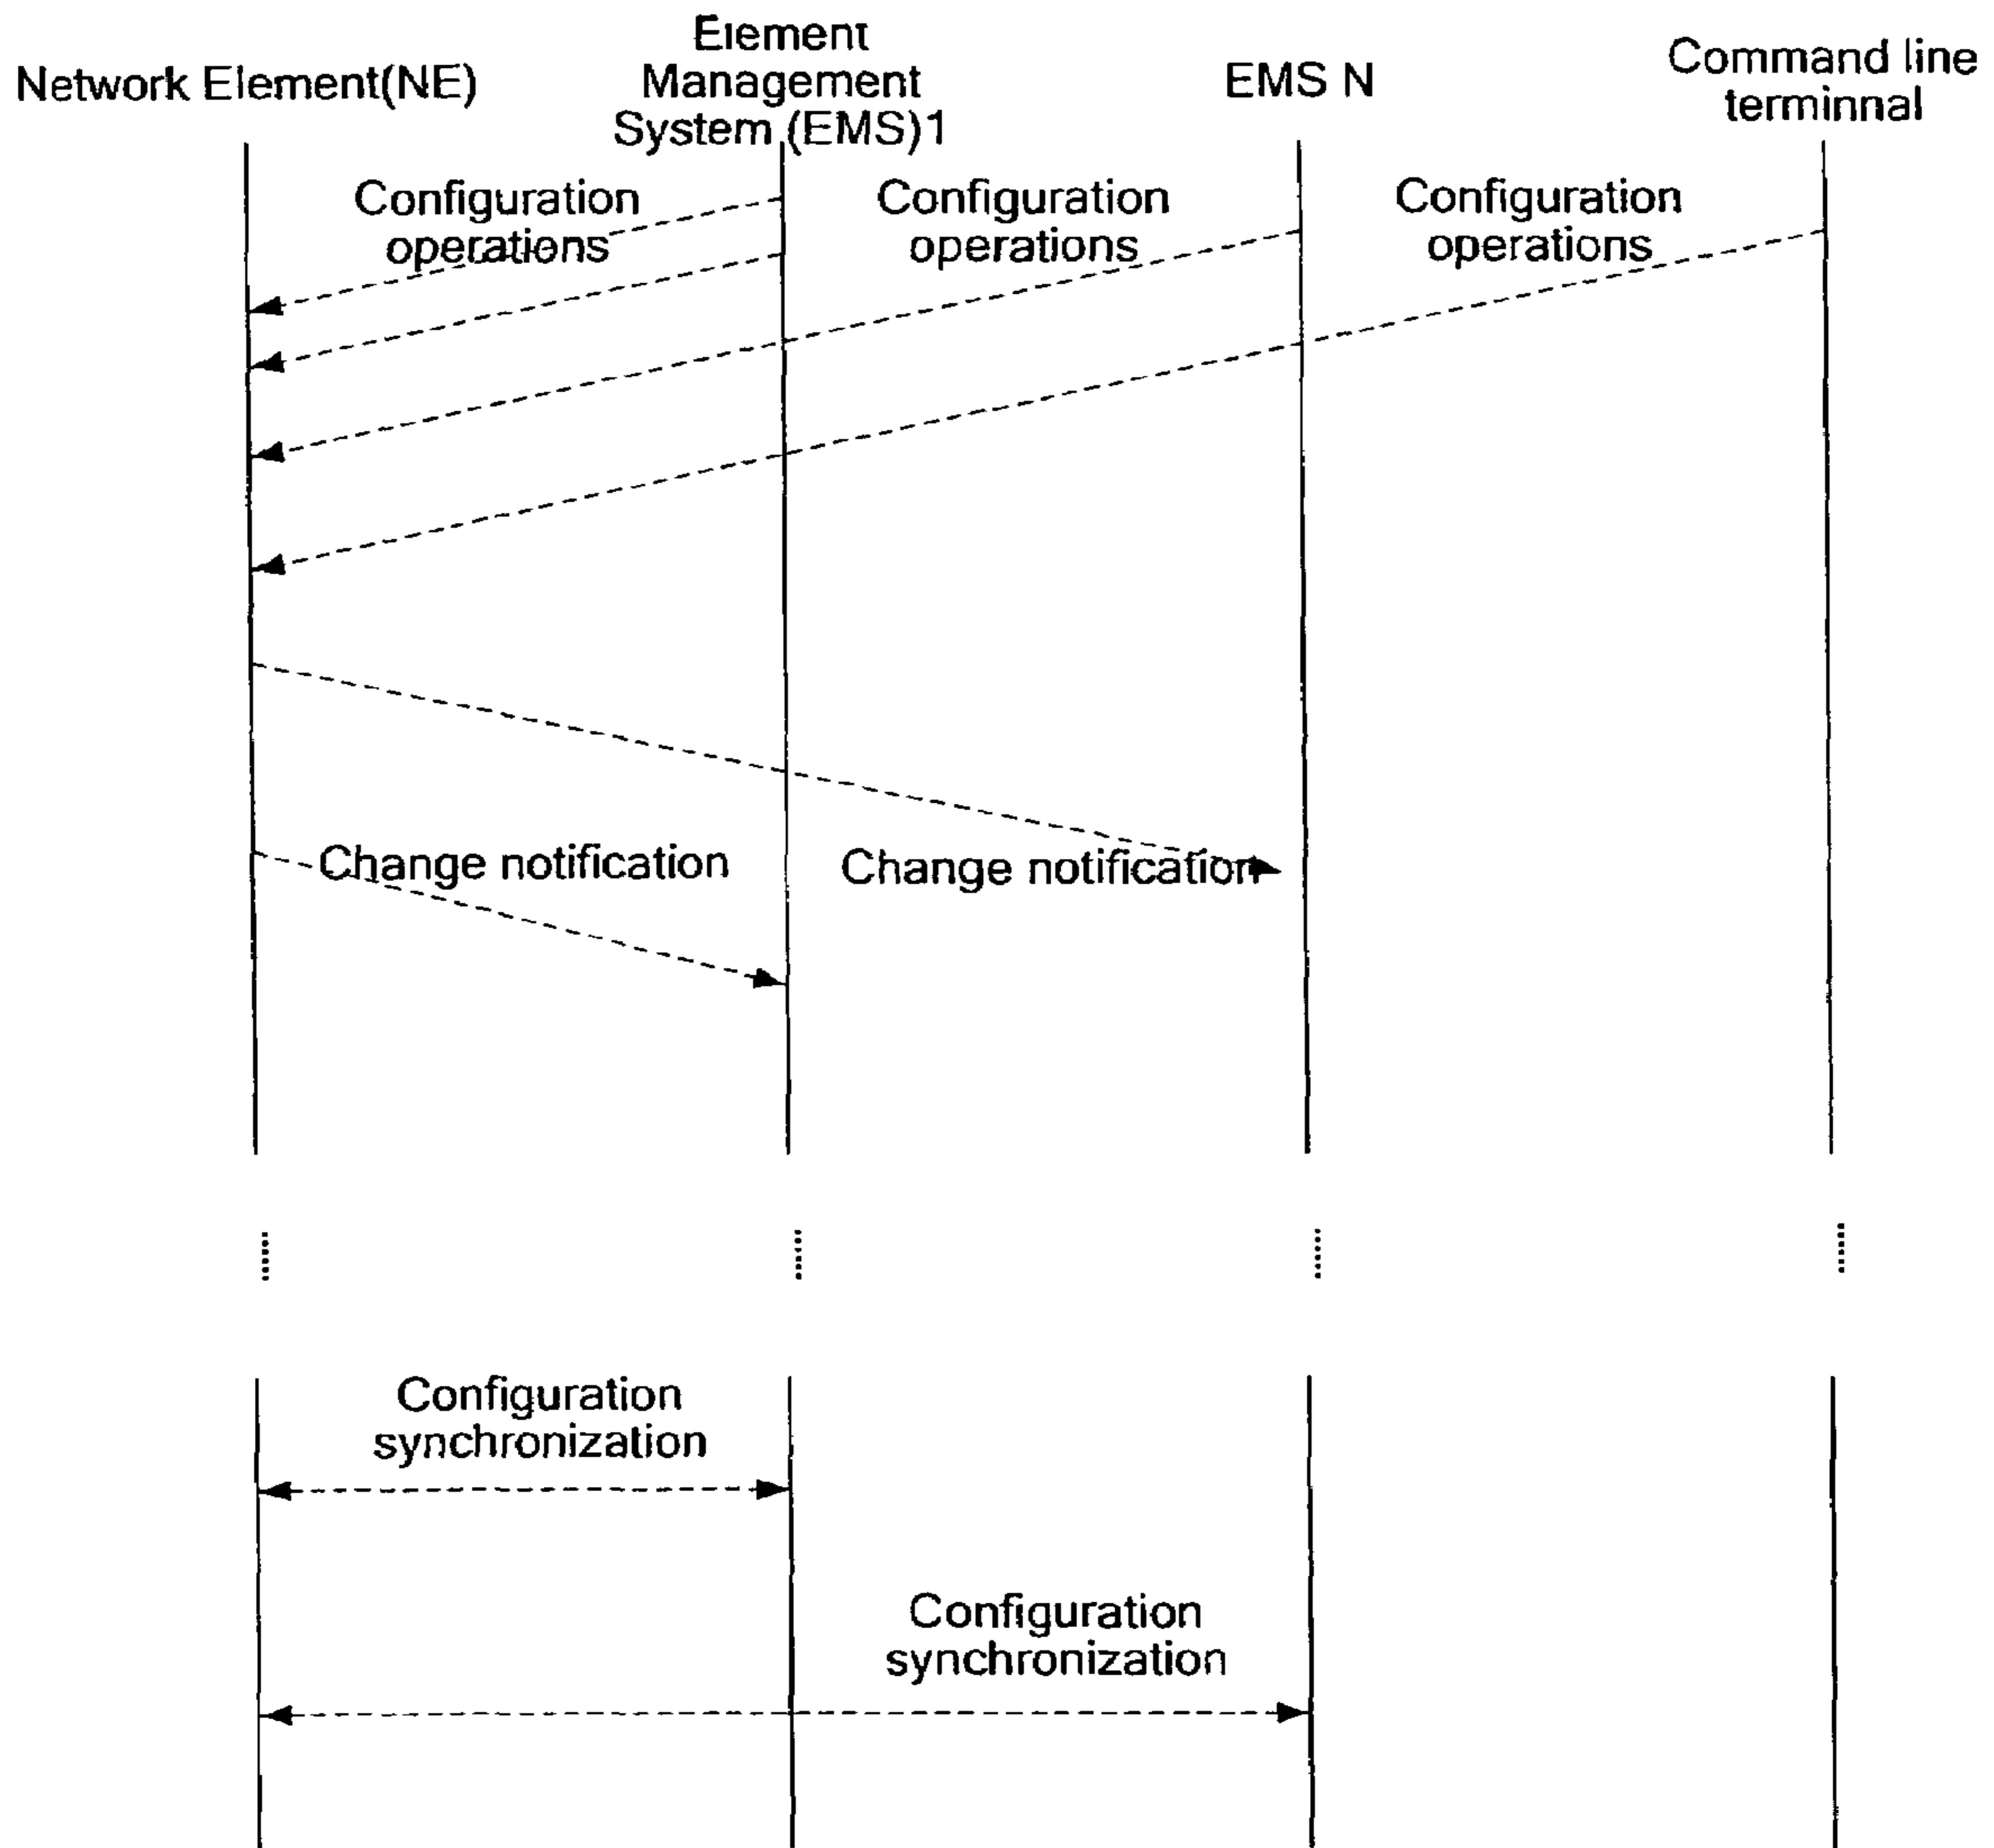 Network Element(NE)
Element
Management
System (EMS)1
EMS N
Command line
terminnal
Configuration
operations
Configuration
operations
Configuration
operations
Change notification
Change notification
Configuration
synchronization
Configuration
synchronization